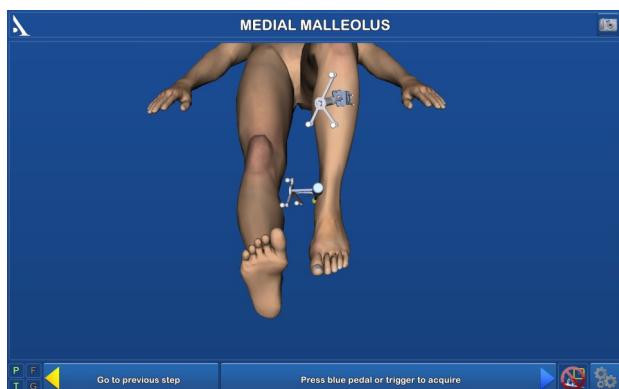 MEDIAL MALLEOLUS
P F
T G
Go to previous step
Press blue pedal or trigger to acquire